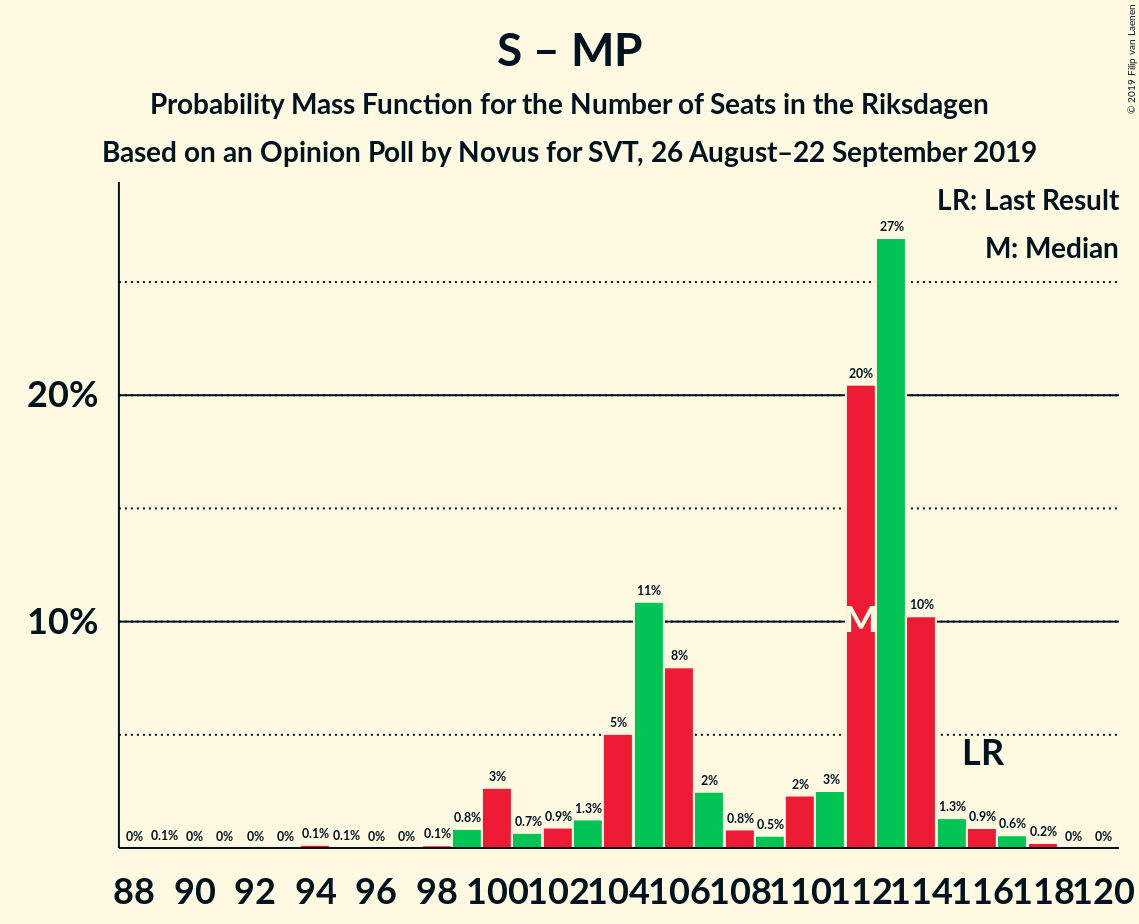 S – MP
Probability Mass Function for the Number of Seats in the Riksdagen
Based on an Opinion Poll by Novus for SVT, 26 August–22 September 2019
© 2019 Filip van Laenen
LR: Last Result
M: Median
20%
10%
0% 0.1% 0% 0% 0% 0% 0.1% 0.1% 0% 0% 0.1% 0.8% 3% 0.7% 0.9% 1.3% 5% 11% 8% 2% 0.8% 0.5% 2% 3% 20% 27% 10% 1.3% 0.9% 0.6% 0.2% 0% 0%
M
LR
88 90 92 94 96 98 100 102 104 106 108 110 112 114 116 118 120